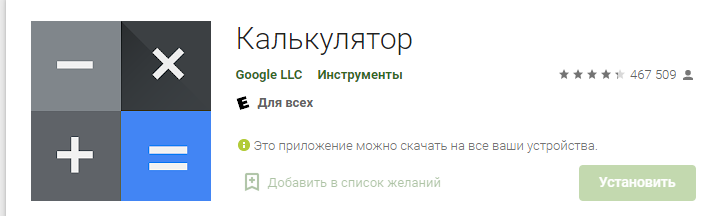 Калькулятор
Google LLC Инструменты 467 509
E Для всех
Это приложение можно скачать на все ваши устройства.
Добавить в список желаний Установить